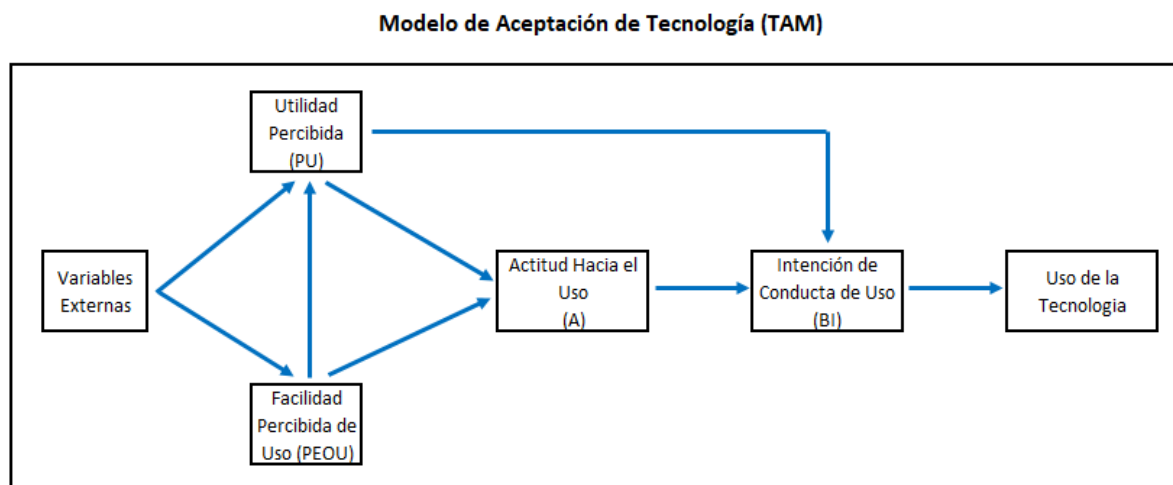 Modelo de Aceptación de Tecnología (TAM)
Utilidad
Percibida
(PU)
Variables
Externas
Facilidad
Percibida de
Uso (PEOU)
Actitud Hacia el
Uso
(A)
Intención de
Conducta de Uso
(BI)
Uso de la
Tecnologia